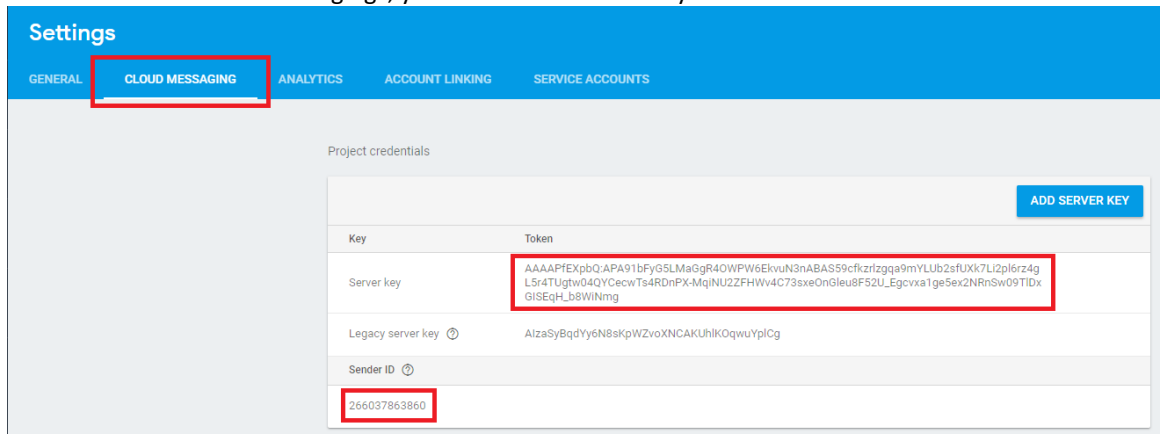 Settings
GENERAL CLOUD MESSAGING ANALYTICS ACCOUNT LINKING SERVICE ACCOUNTS
Project credentials
ADD SERVER KEY
Key Token
Server key
AAAAPfEXpbQ:APA91bFyG5LMaGgR4OWPW6EkvuN3nABAS59cfkzrlzgqa9mYLUb2sfUXk7Li2pl6rz4g
L5r4TUgtw04QYCecwTs4RDnPX-MqiNU2ZFHWv4C73sxeOnGleu8F52U_Egcvxa1ge5ex2NRnSw09TlDx
GISEqH_b8WiNmg
Legacy server key AIzaSyBqdYy6N8sKpWZvoXNCAKUhlKOqwuYplCg
Sender ID
266037863860